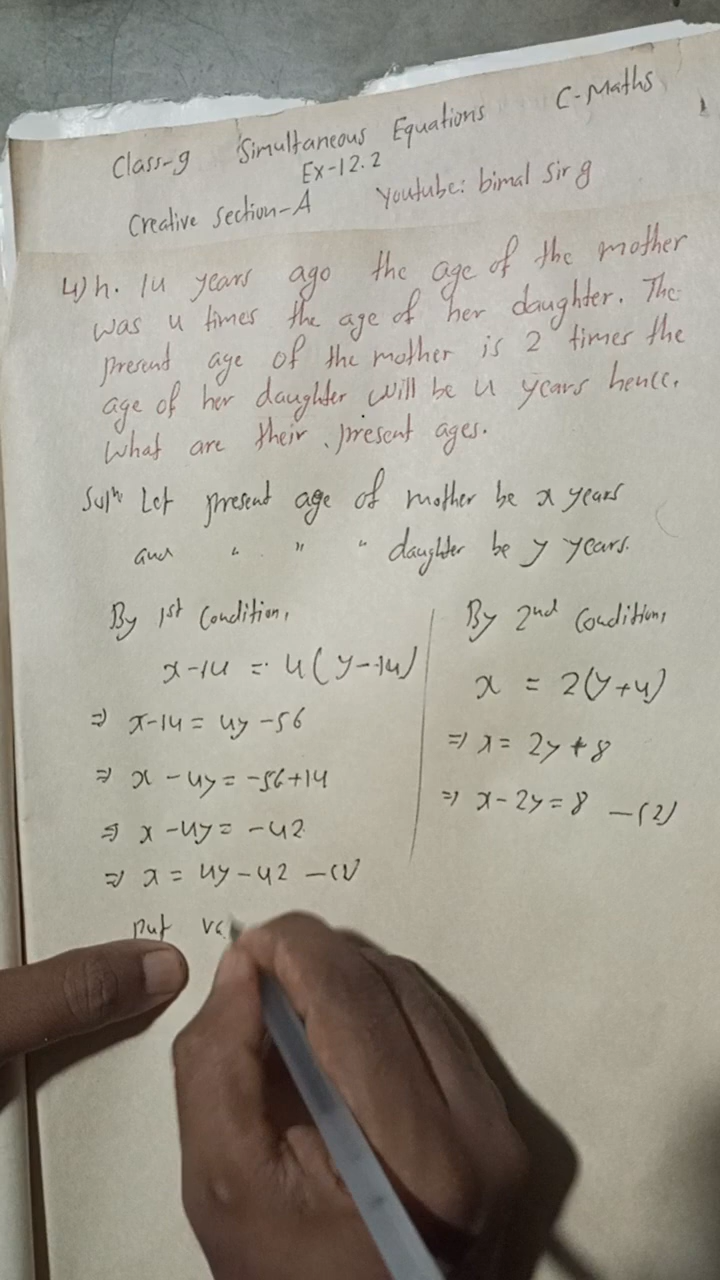 Class-9 Simultaneous Equations C-Maths
Ex-12.2
Creative Section-A Youtube: bimal Sir g
4) h. 14 years ago the age of the mother
was 4 times the age of her daughter. The
present age of the mother is 2 times the
age of her daughter will be 4 years hence.
What are their present ages.
Solⁿ Let present age of mother be x years
and " " " daughter be y years.
By 1st Condition,
x-14 = 4(y-14)
⇒ x-14 = 4y -56
⇒ x - 4y = -56+14
⇒ x -4y = -42
⇒ x = 4y -42 -(1)
put
By 2nd Condition,
x = 2(y+4)
⇒ x = 2y + 8
⇒ x - 2y = 8 -(2)